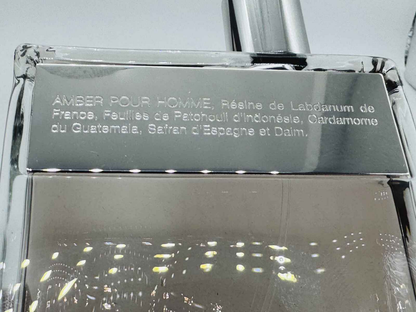 AMBER POUR HOMME, Résine de Labdanum de
France, Feuilles de Patchouli d'Indonésie, Cardamome
du Guatemala, Safran d'Espagne et Daim.